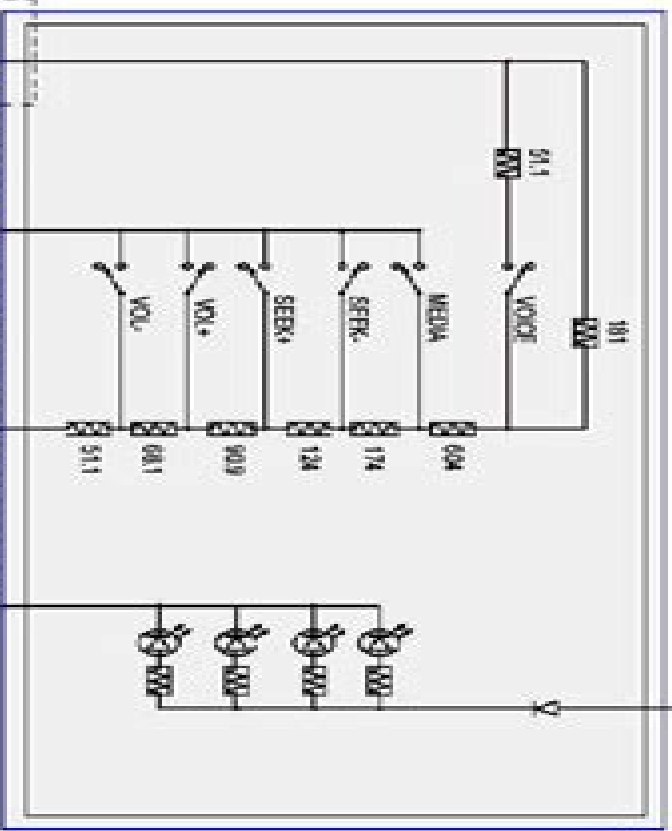 51.1
181
VOICE
MEDIA
SEEK-
SEEK+
VOL+
VOL-
51.1
68.1
90.9
124
174
604